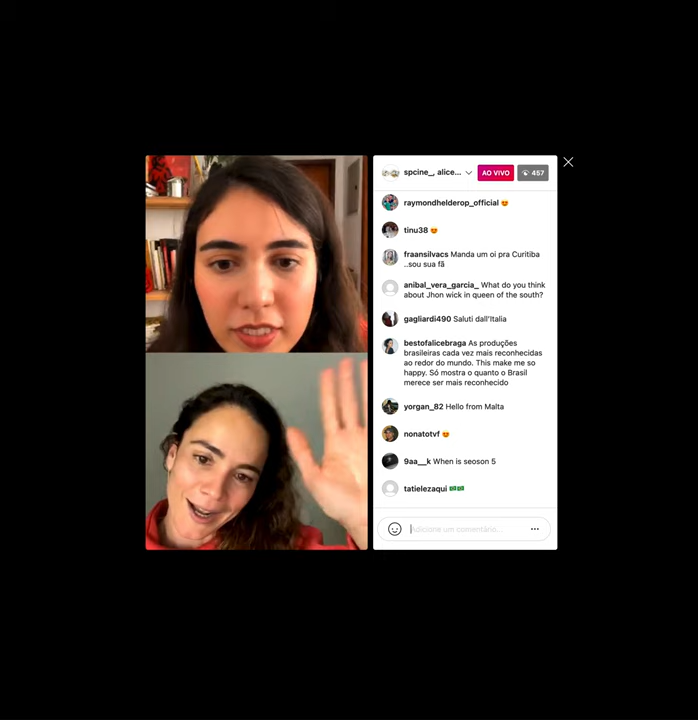 spcine_, alice...
AO VIVO
457
raymondhelderop_official 😍
tinu38 😍
fraansilvacs Manda um oi pra Curitiba
..sou sua fã
anibal_vera_garcia_ What do you think
about Jhon wick in queen of the south?
gagliardi490 Saluti dall'Italia
bestofalicebraga As produções
brasileiras cada vez mais reconhecidas
ao redor do mundo. This make me so
happy. Só mostra o quanto o Brasil
merece ser mais reconhecido
yorgan_82 Hello from Malta
nonatotvf 😍
9aa__k When is seoson 5
tatielezaqui 🇧🇷🇧🇷
Adicione um comentário...